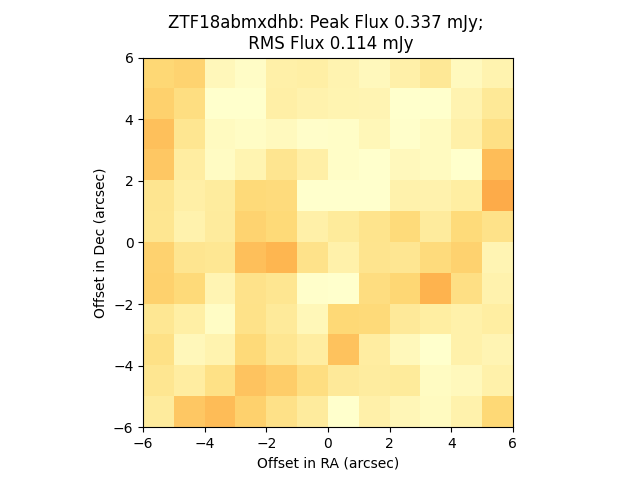 ZTF18abmxdhb: Peak Flux 0.337 mJy;
RMS Flux 0.114 mJy
6
4
2
0
−2
−4
−6
Offset in Dec (arcsec)
−6 −4 −2 0 2 4 6
Offset in RA (arcsec)